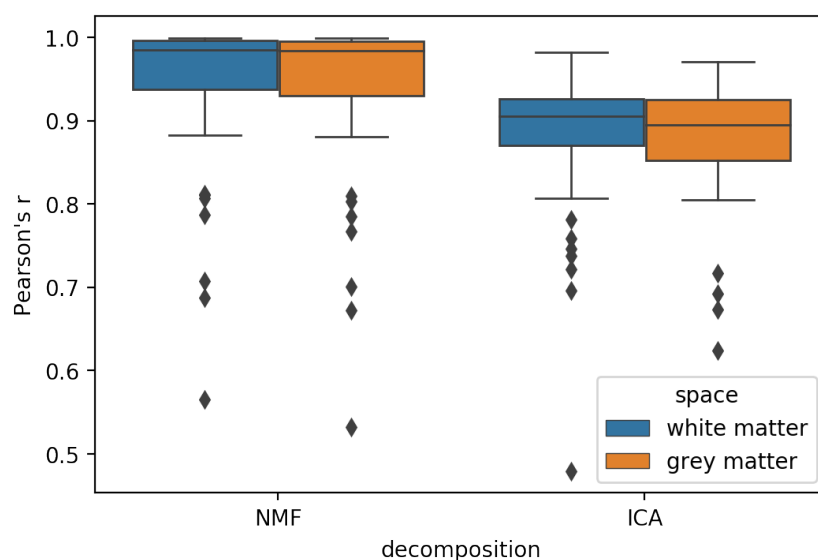 1.0
0.9
0.8
0.7
0.6
0.5
Pearson's r
NMF
ICA
decomposition
space
white matter
grey matter